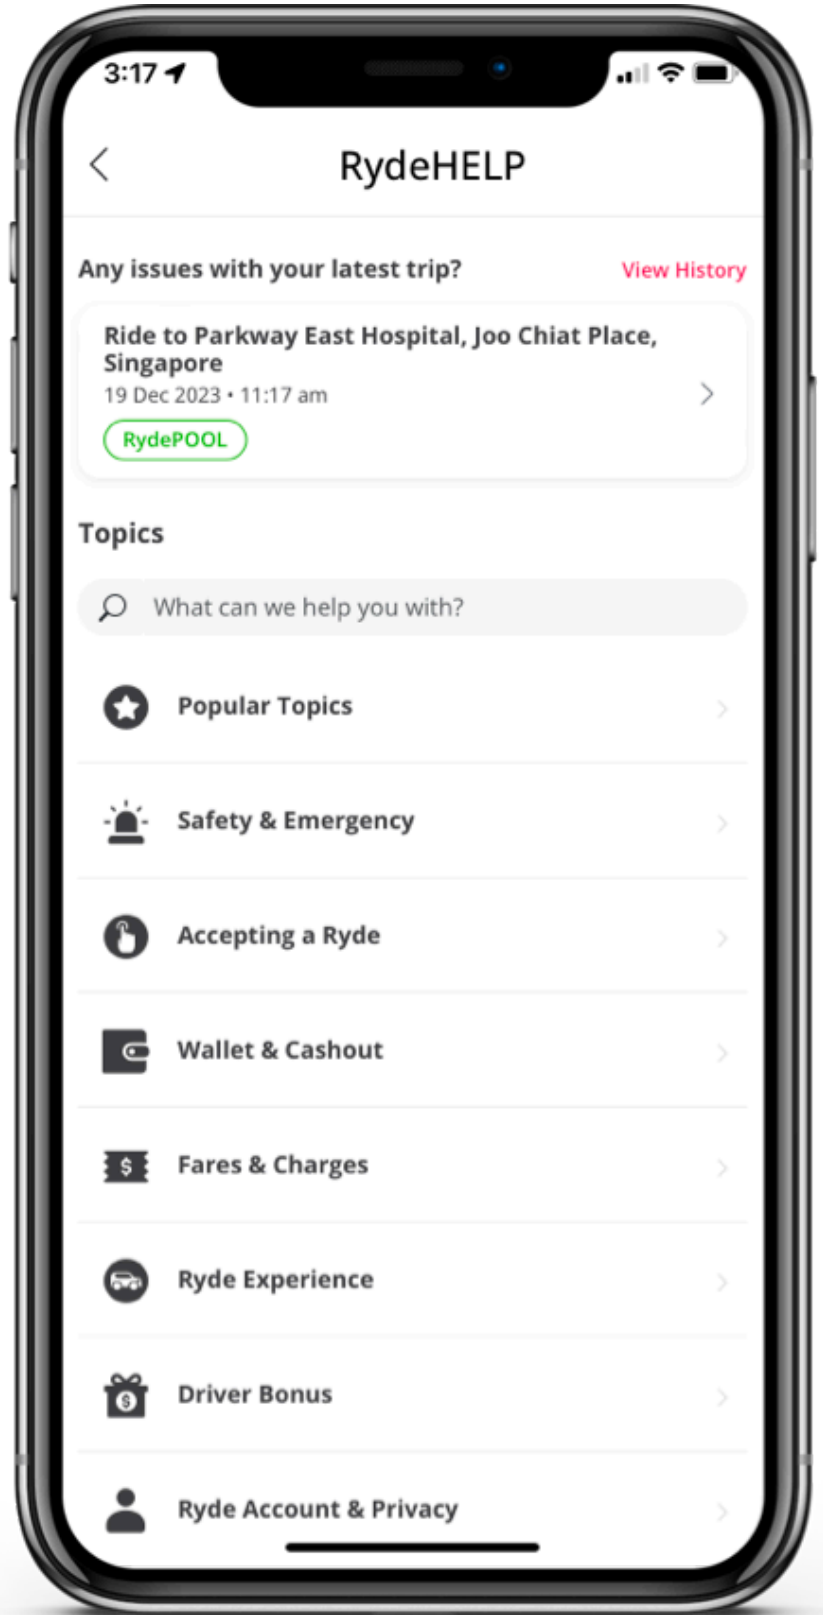 3:17
RydeHELP
Any issues with your latest trip?
View History
Ride to Parkway East Hospital, Joo Chiat Place,
Singapore
19 Dec 2023 • 11:17 am
RydePOOL
Topics
What can we help you with?
Popular Topics
Safety & Emergency
Accepting a Ryde
Wallet & Cashout
$
Fares & Charges
Ryde Experience
$
Driver Bonus
Ryde Account & Privacy